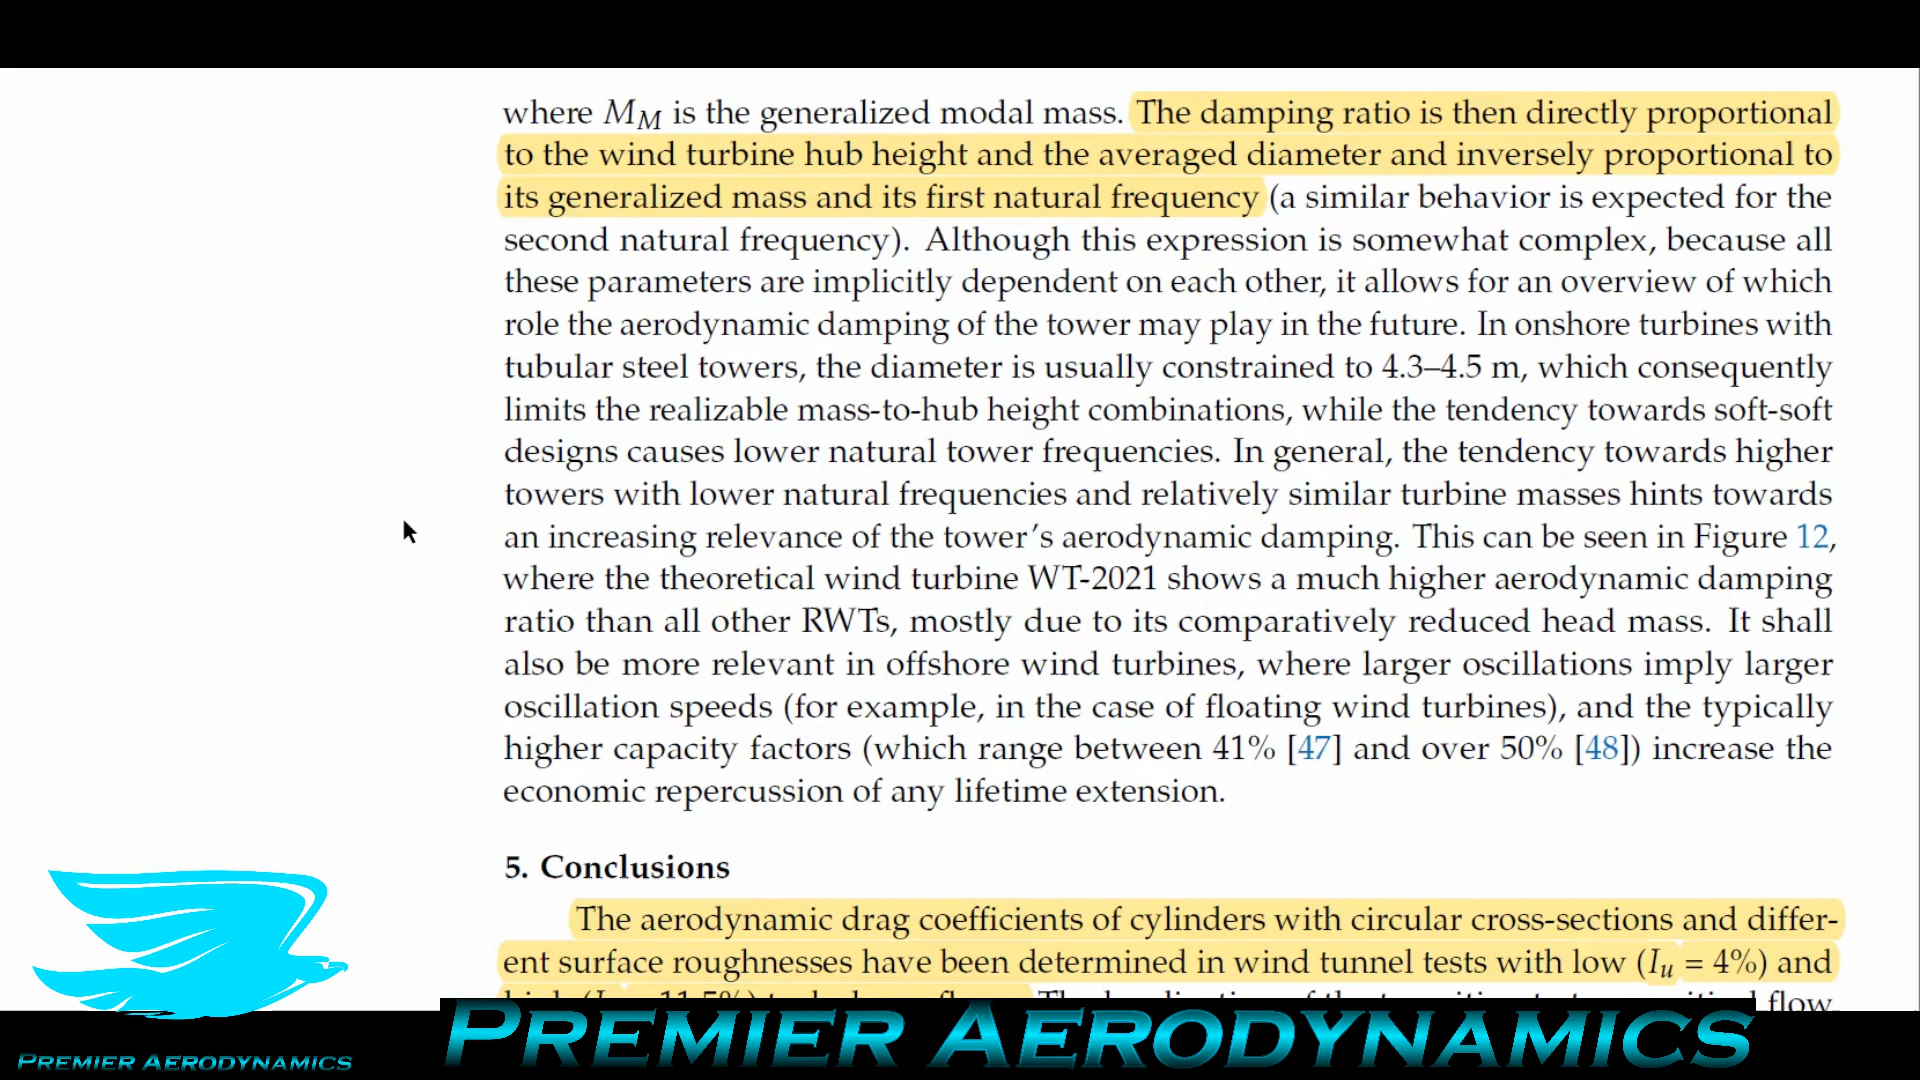 where M_M is the generalized modal mass. The damping ratio is then directly proportional
to the wind turbine hub height and the averaged diameter and inversely proportional to
its generalized mass and its first natural frequency (a similar behavior is expected for the
second natural frequency). Although this expression is somewhat complex, because all
these parameters are implicitly dependent on each other, it allows for an overview of which
role the aerodynamic damping of the tower may play in the future. In onshore turbines with
tubular steel towers, the diameter is usually constrained to 4.3–4.5 m, which consequently
limits the realizable mass-to-hub height combinations, while the tendency towards soft-soft
designs causes lower natural tower frequencies. In general, the tendency towards higher
towers with lower natural frequencies and relatively similar turbine masses hints towards
an increasing relevance of the tower's aerodynamic damping. This can be seen in Figure 12,
where the theoretical wind turbine WT-2021 shows a much higher aerodynamic damping
ratio than all other RWTs, mostly due to its comparatively reduced head mass. It shall
also be more relevant in offshore wind turbines, where larger oscillations imply larger
oscillation speeds (for example, in the case of floating wind turbines), and the typically
higher capacity factors (which range between 41% [47] and over 50% [48]) increase the
economic repercussion of any lifetime extension.
5. Conclusions
The aerodynamic drag coefficients of cylinders with circular cross-sections and differ-
ent surface roughnesses have been determined in wind tunnel tests with low (I_u = 4%) and
flow
PREMIER AERODYNAMICS
PREMIER AERODYNAMICS